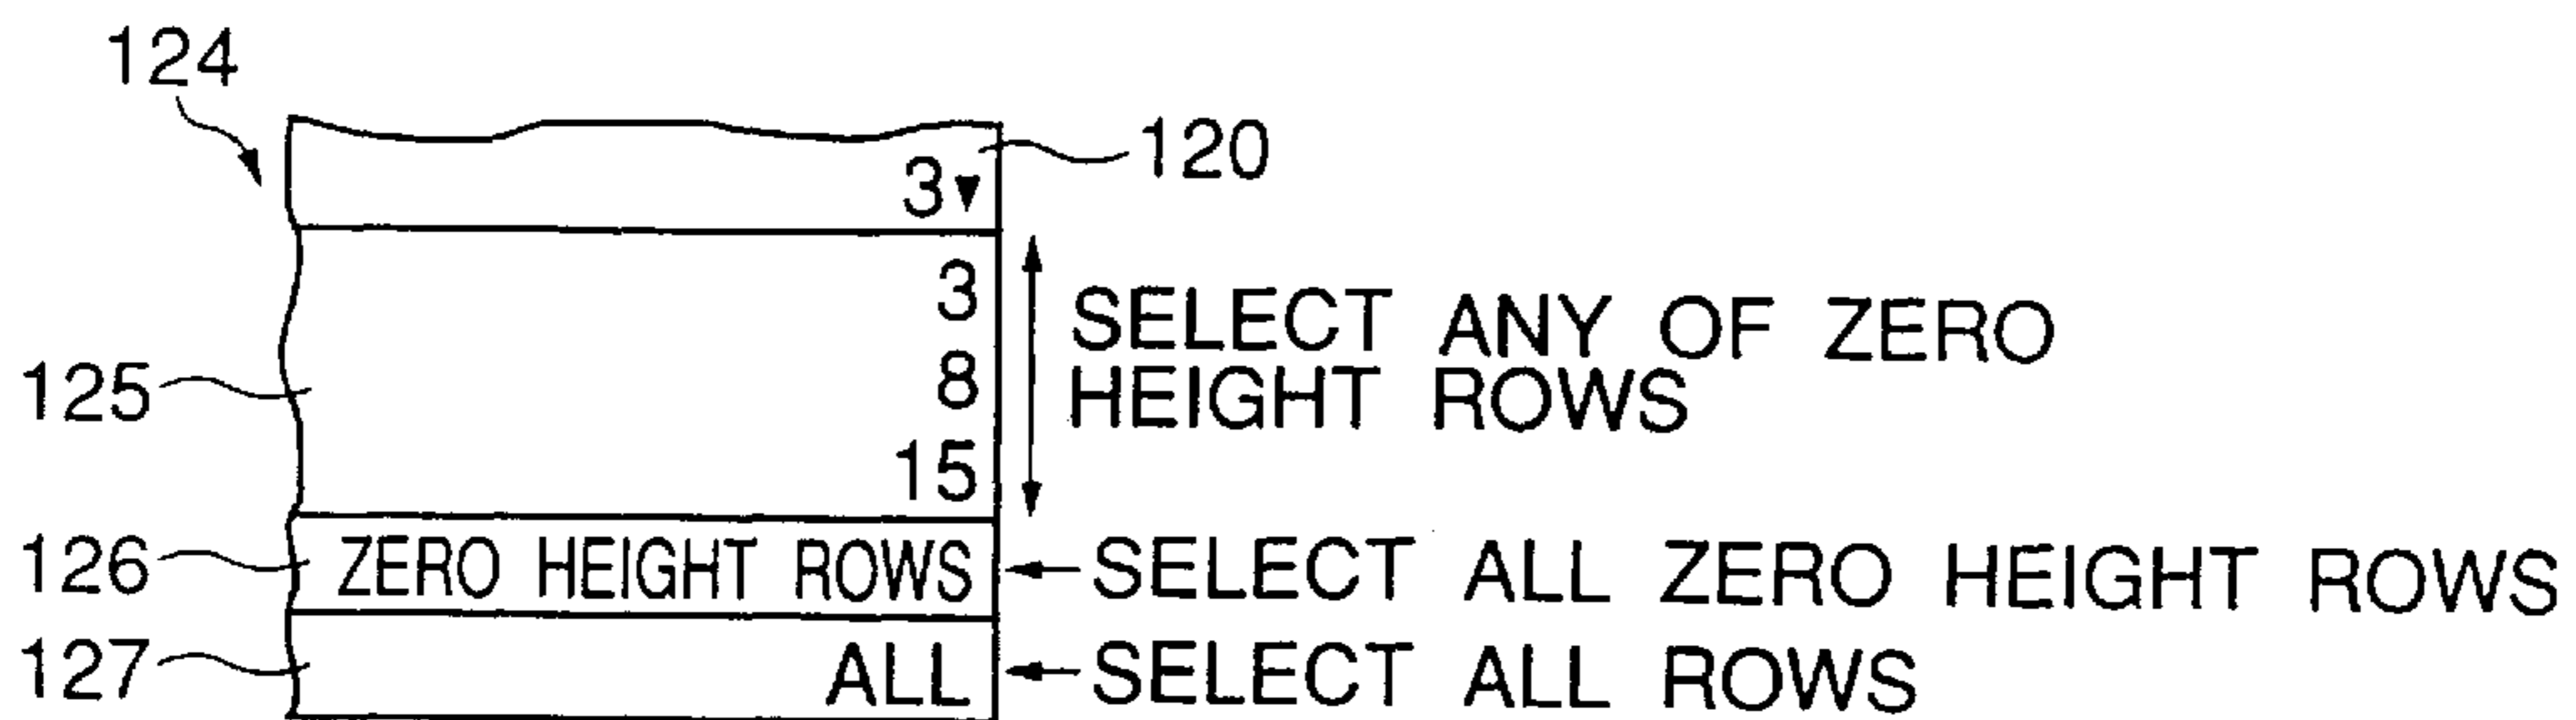 124
120
3▼
3
SELECT ANY OF ZERO
8
HEIGHT ROWS
125
15
126 ZERO HEIGHT ROWS SELECT ALL ZERO HEIGHT ROWS
127 ALL SELECT ALL ROWS